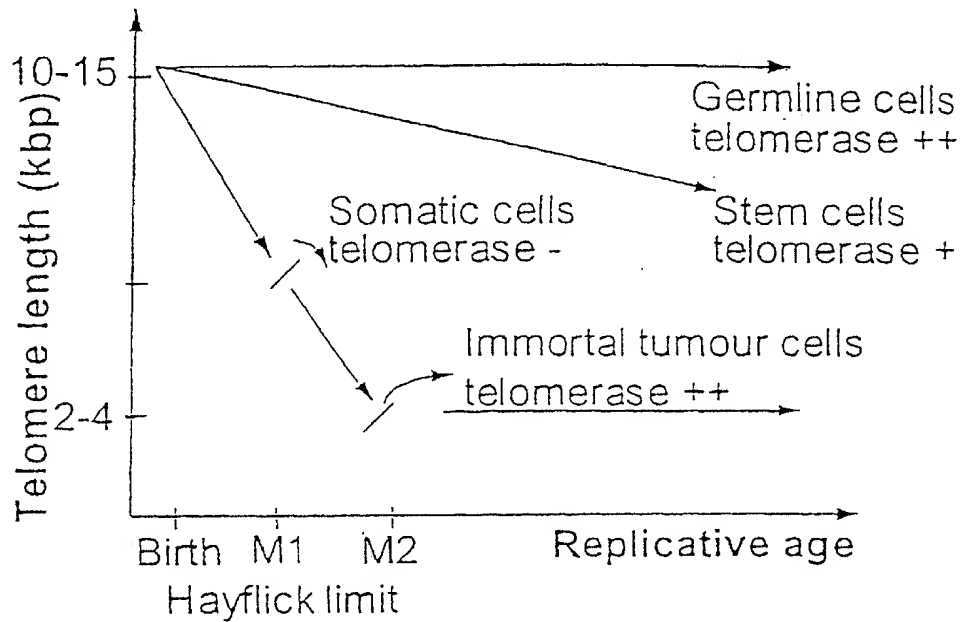 Telomere length (kbp)
10-15
2-4
Germline cells
telomerase ++
Stem cells
telomerase +
Somatic cells
telomerase -
Immortal tumour cells
telomerase ++
Birth
M1
M2
Replicative age
Hayflick limit